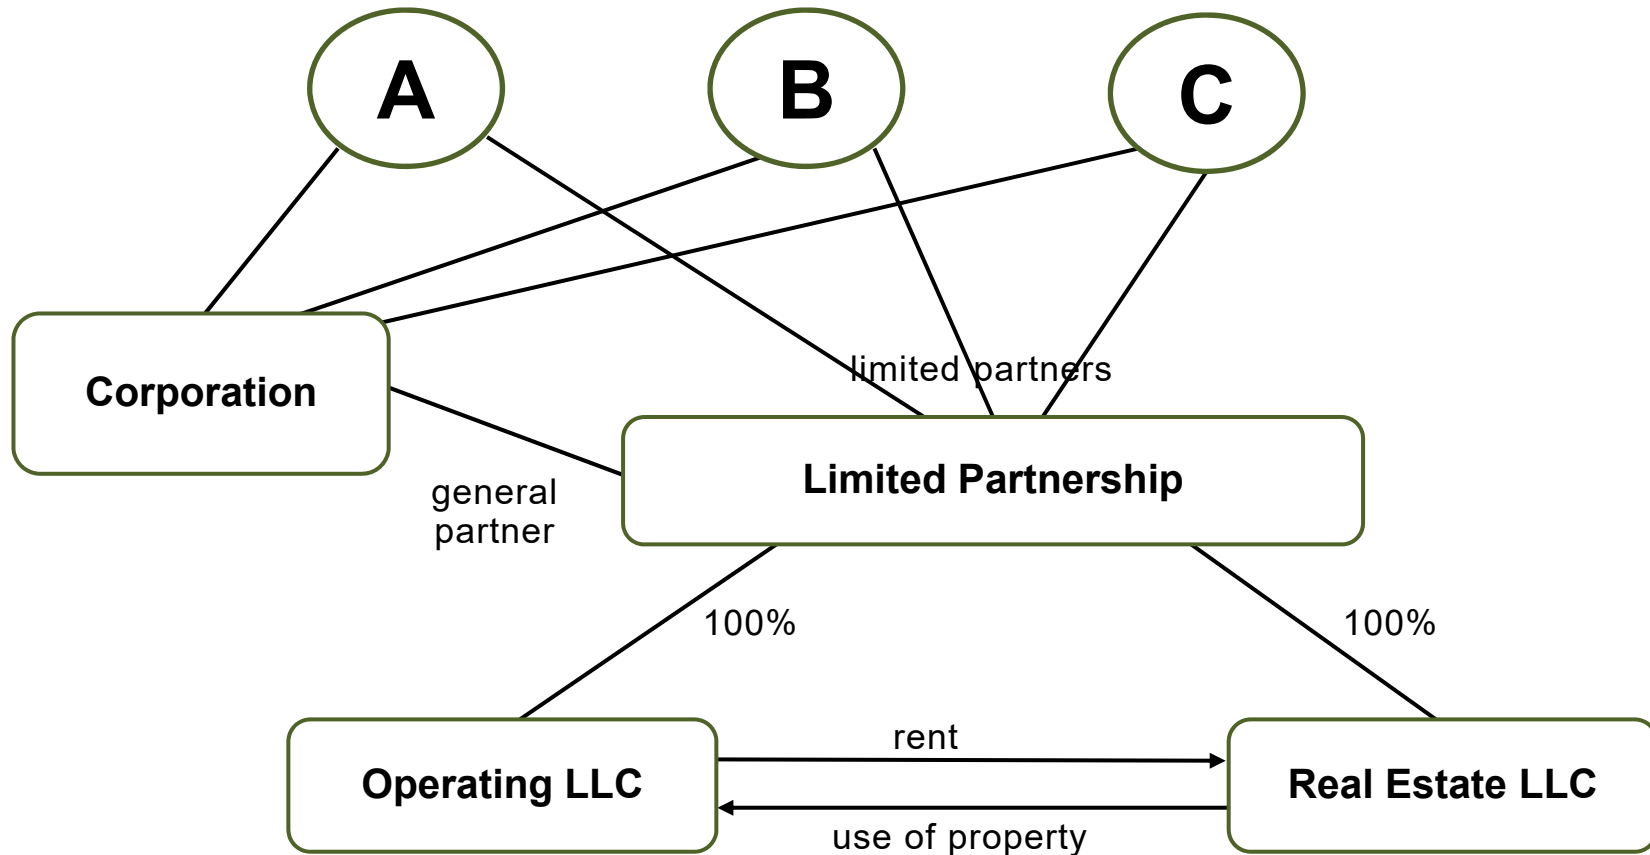 A
B
C
limited partners
Corporation
Limited Partnership
general
partner
100%
100%
rent
Operating LLC
Real Estate LLC
use of property